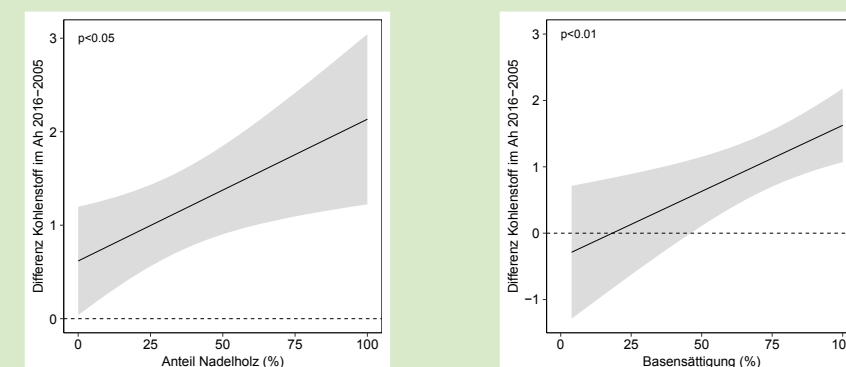 Differenz Kohlenstoff im Ah 2016−2005
p<0.05
3
2
1
0
0 25 50 75 100
Anteil Nadelholz (%)
Differenz Kohlenstoff im Ah 2016−2005
p<0.01
3
2
1
0
−1
0 25 50 75
Basensättigung (%)